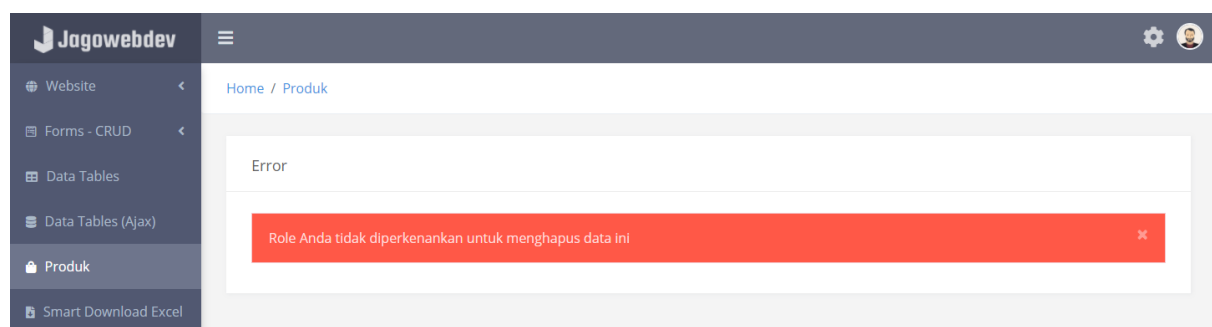 Jagowebdev
Website
Home / Produk
Forms - CRUD
Error
Data Tables
Data Tables (Ajax)
Role Anda tidak diperkenankan untuk menghapus data ini
Produk
Smart Download Excel